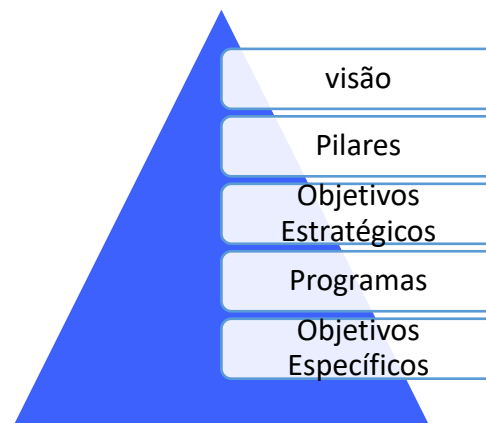 visão
Pilares
Objetivos
Estratégicos
Programas
Objetivos
Específicos